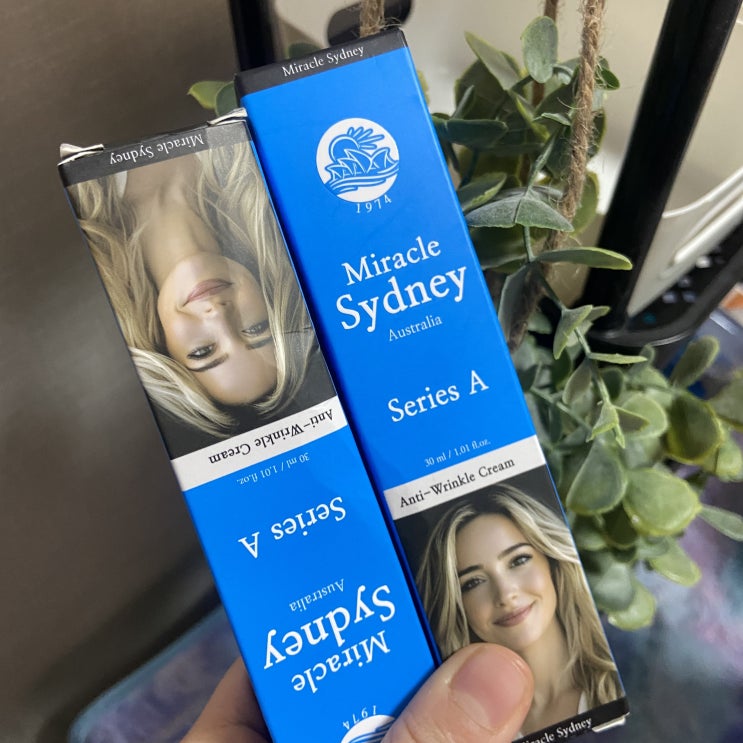 Miracle Sydney
1974
Miracle
Sydney
Australia
Series A
30 ml / 1.01 fl.oz.
Anti-Wrinkle Cream
Miracle Sydney
Miracle Sydney
Anti-Wrinkle Cream
30 ml / 1.01 fl.oz.
Series A
Australia
Sydney
Miracle
1974